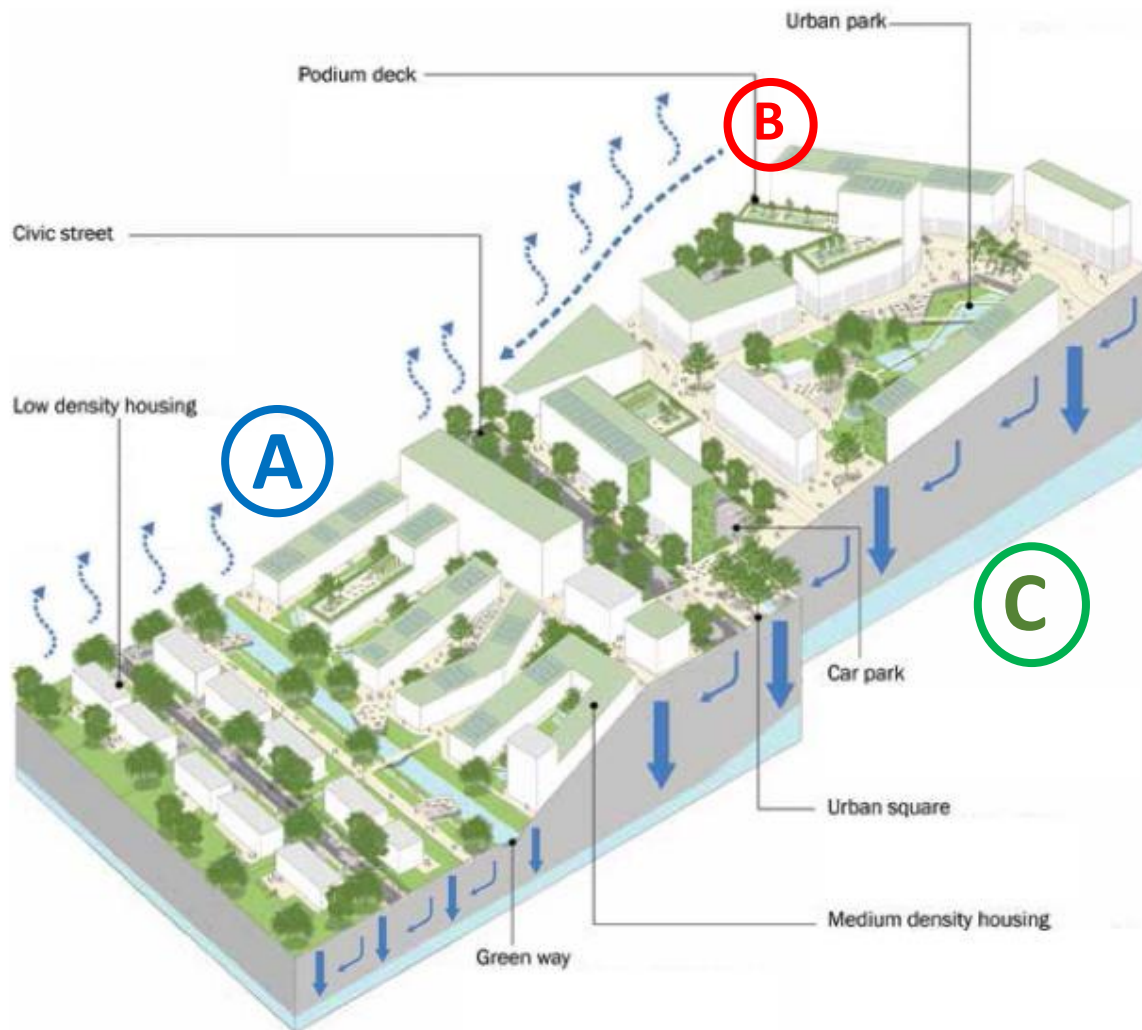 Urban park
Podium deck
B
Civic street
Low density housing
A
C
Car park
Urban square
Medium density housing
Green way